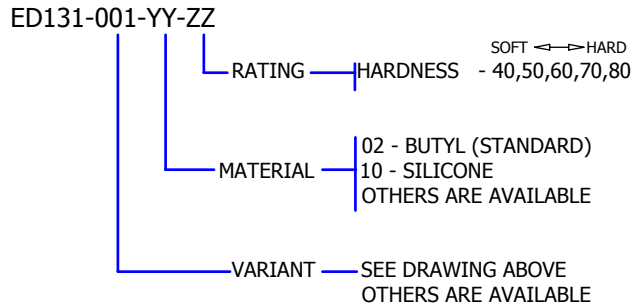 ED131-001-YY-ZZ
SOFT HARD
RATING HARDNESS - 40,50,60,70,80
02 - BUTYL (STANDARD)
MATERIAL 10 - SILICONE
OTHERS ARE AVAILABLE
VARIANT SEE DRAWING ABOVE
OTHERS ARE AVAILABLE